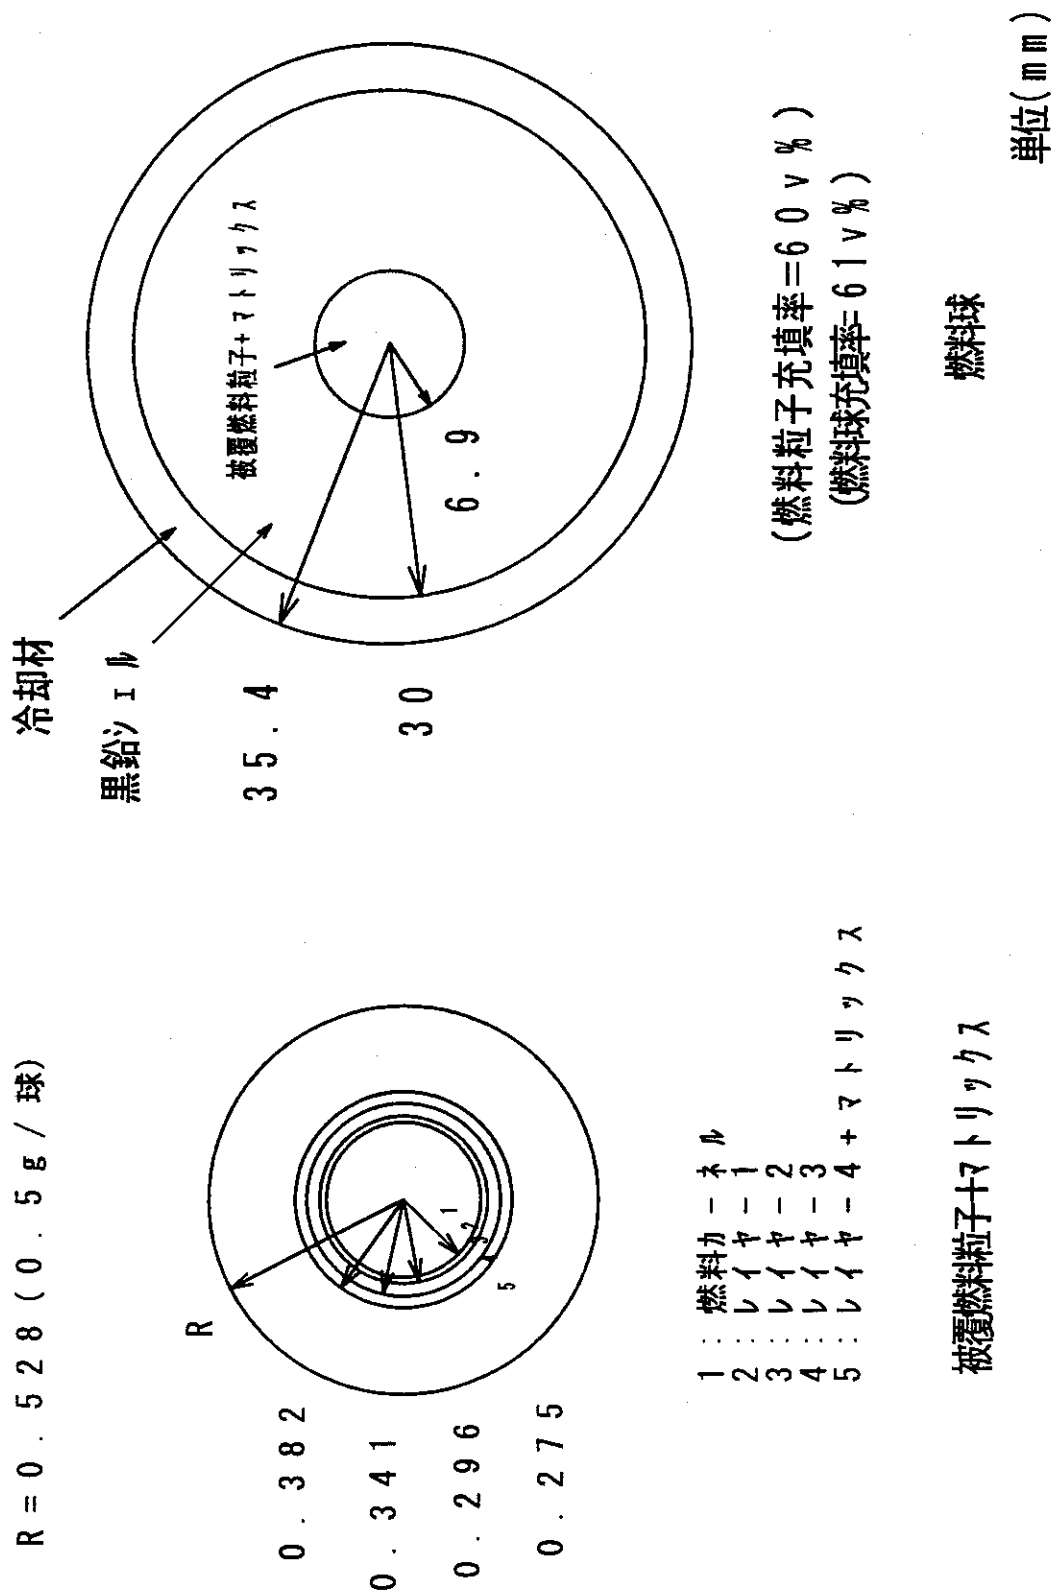 R=0.528(0.5g/球)
R
0.382
0.341
0.296
0.275
1
2
3
5
1:燃料カーネル
2:レイヤー1
3:レイヤー2
4:レイヤー3
5:レイヤー4+マトリックス
被覆燃料粒子+マトリックス
冷却材
黒鉛シェル
35.4
30
被覆燃料粒子+マトリックス
6.9
(燃料粒子充填率=60v%)
(燃料球充填率=61v%)
燃料球
単位(mm)